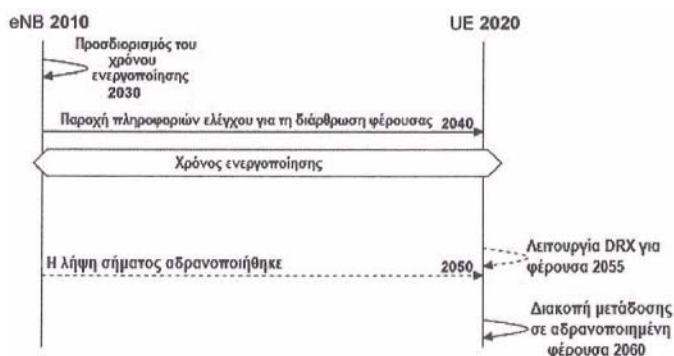 eNB 2010
UE 2020
Προσδιορισμός του
χρόνου
ενεργοποίησης
2030
Παροχή πληροφαριών ελέγχου για τη διάρθρωση φέρουσας 2040
Χρόνος ενεργοποίησης
Η λήψη σήματος αδρανοποιήθηκε 2050
Λειτουργία DRX για
φέρουσα 2055
Διακοπή μετάδοσης
σε αδρανοποιημένη
φέρουσα 2060